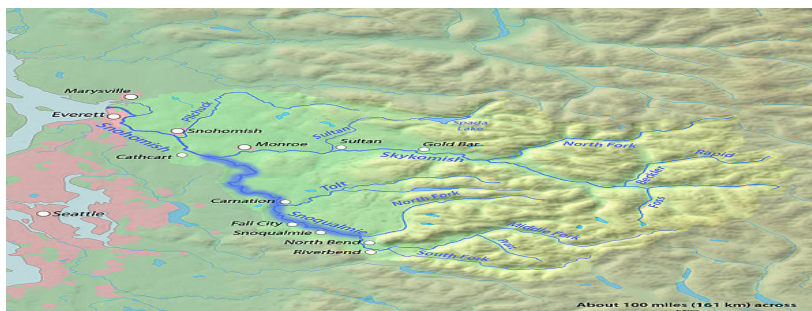 Marysville
Everett
Pilchuck
Snohomish
Snohomish
Cathcart
Monroe
Sultan
Sultan
Spada
Lake
Gold Bar
Skykomish
North Fork
Rapid
Beckler
Foss
Tolt
Carnation
North Fork
Seattle
Snoqualmie
Fall City
Snoqualmie
Middle Fork
North Bend
Riverbend
South Fork
About 100 miles (161 km) across